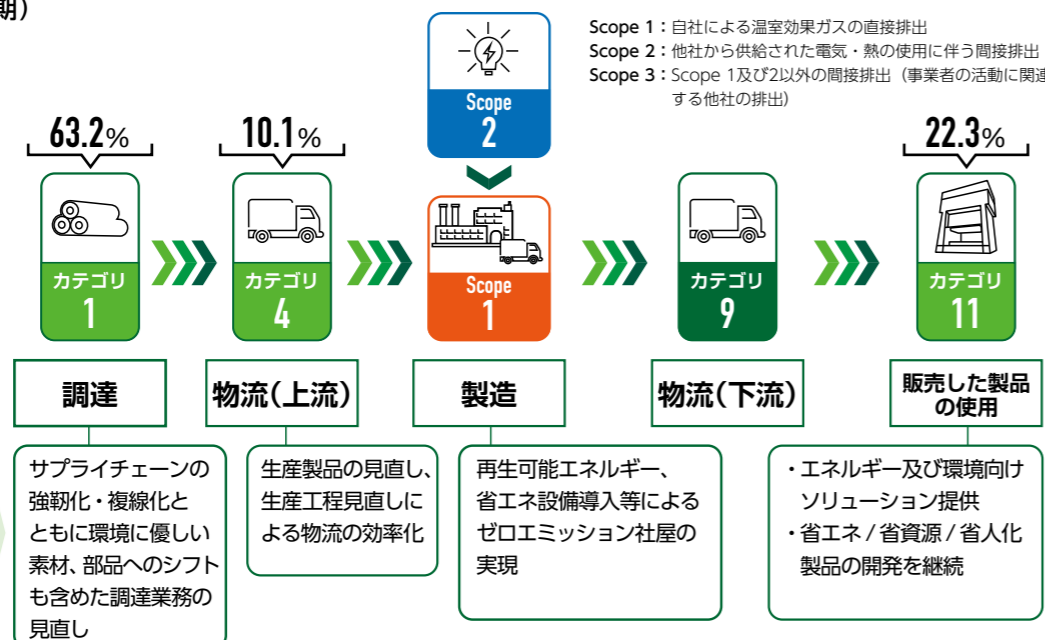 期）
Scope 1：自社による温室効果ガスの直接排出
Scope 2：他社から供給された電気・熱の使用に伴う間接排出
Scope 3：Scope 1及び2以外の間接排出（事業者の活動に関連
する他社の排出）
Scope
2
63.2%
10.1%
22.3%
カテゴリ
1
カテゴリ
4
Scope
1
カテゴリ
9
カテゴリ
11
調達
物流（上流）
製造
物流（下流）
販売した製品
の使用
サプライチェーンの
強靭化・複線化と
ともに環境に優しい
素材、部品へのシフト
も含めた調達業務の
見直し
生産製品の見直し、
生産工程見直しに
よる物流の効率化
再生可能エネルギー、
省エネ設備導入等による
ゼロエミッション社屋の
実現
・エネルギー及び環境向け
ソリューション提供
・省エネ / 省資源 / 省人化
製品の開発を継続